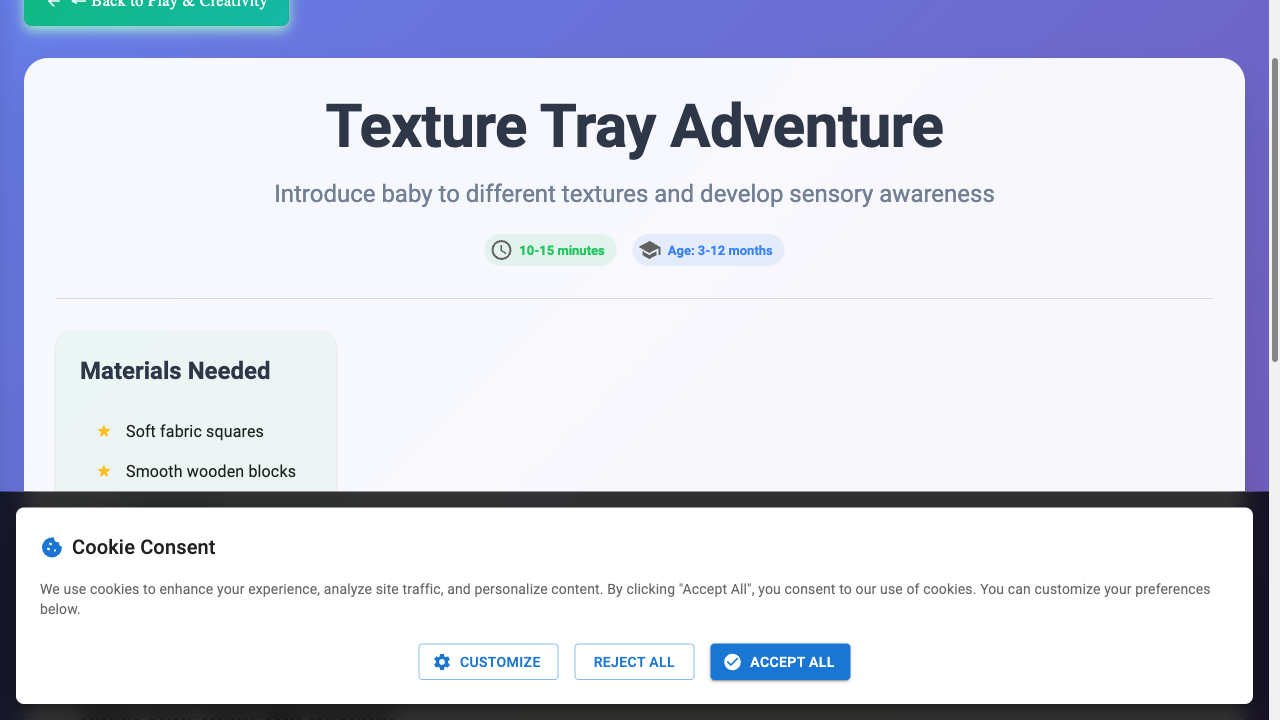 ← ← Back to Play & Creativity
Texture Tray Adventure
Introduce baby to different textures and develop sensory awareness
10-15 minutes
Age: 3-12 months
Materials Needed
Soft fabric squares
Smooth wooden blocks
Cookie Consent
We use cookies to enhance your experience, analyze site traffic, and personalize content. By clicking "Accept All", you consent to our use of cookies. You can customize your preferences
below.
CUSTOMIZE
REJECT ALL
ACCEPT ALL